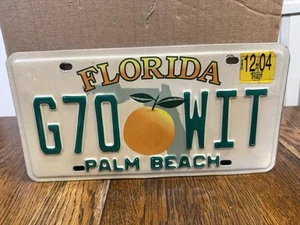 FLORIDA
12-04
G70 WIT
PALM BEACH